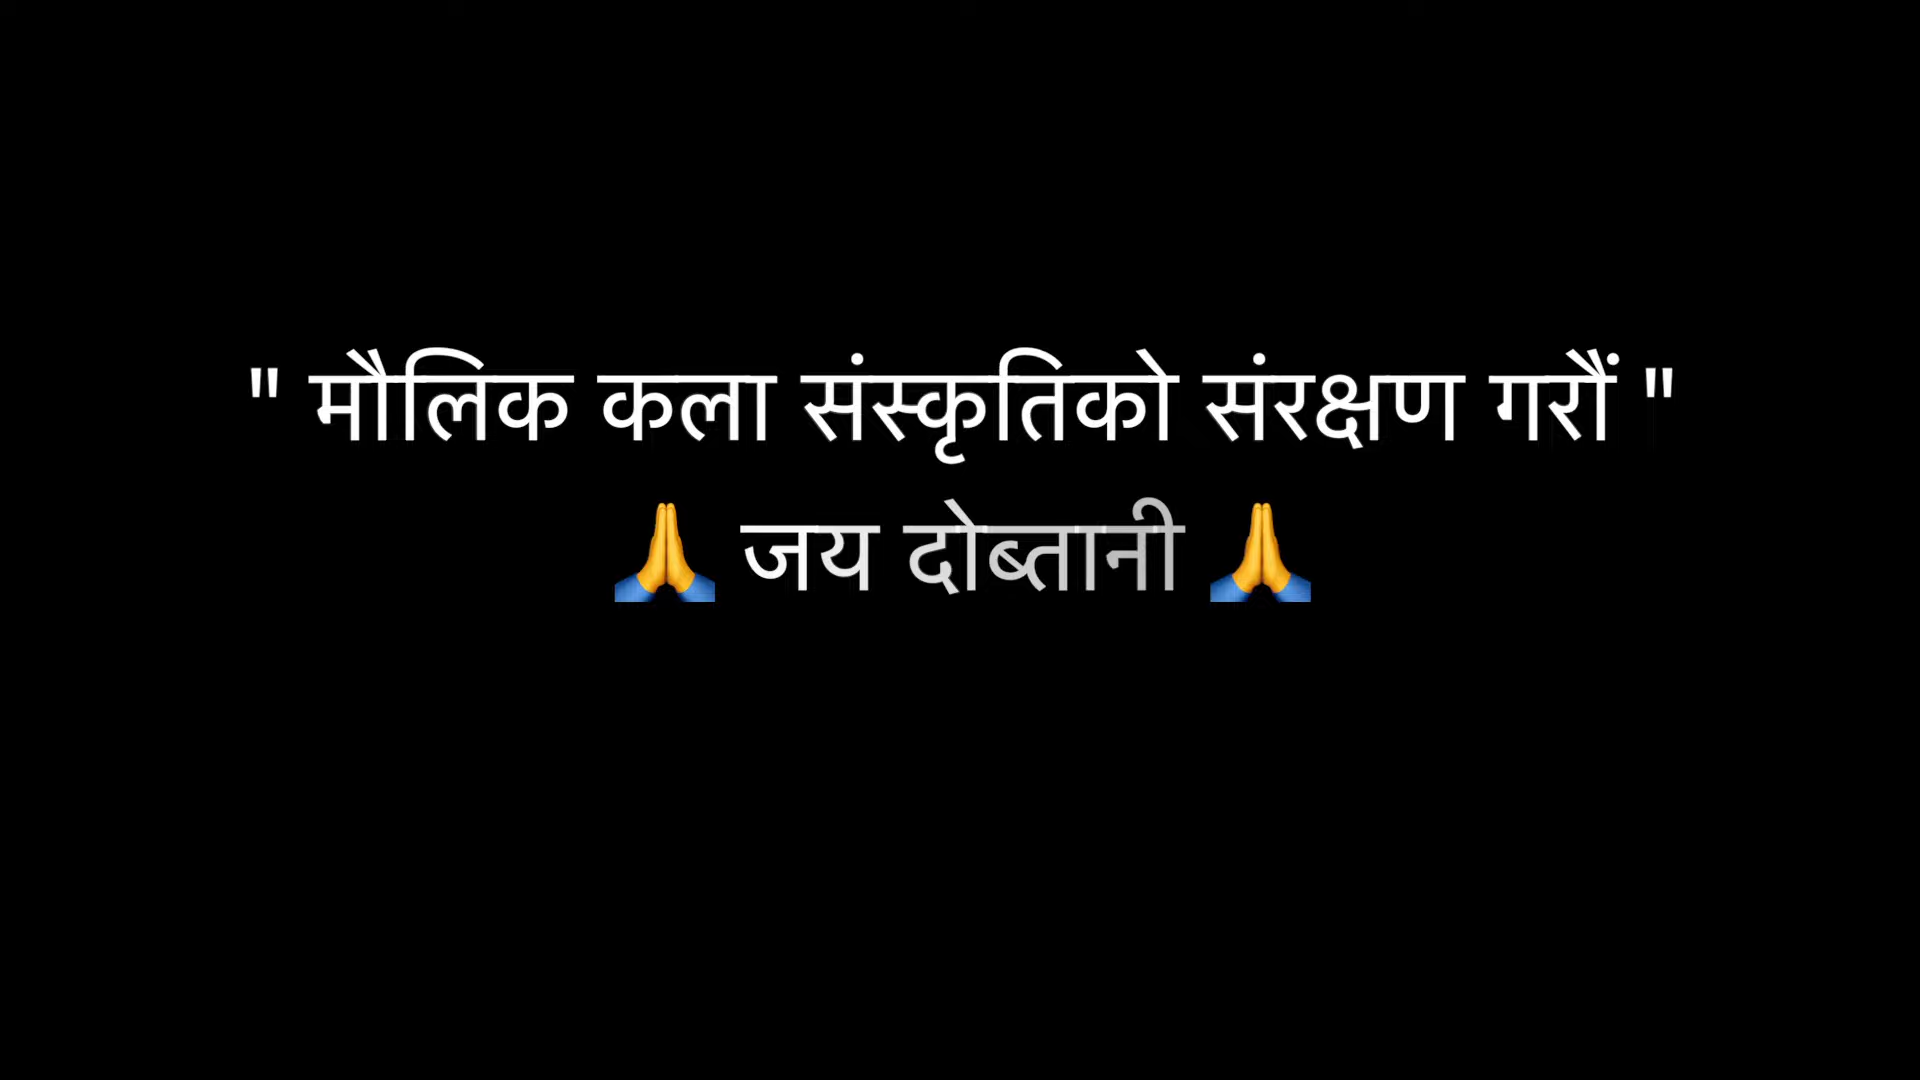 " मौलिक कला संस्कृतिको संरक्षण गरौं "
🙏 जय दोब्तानी 🙏